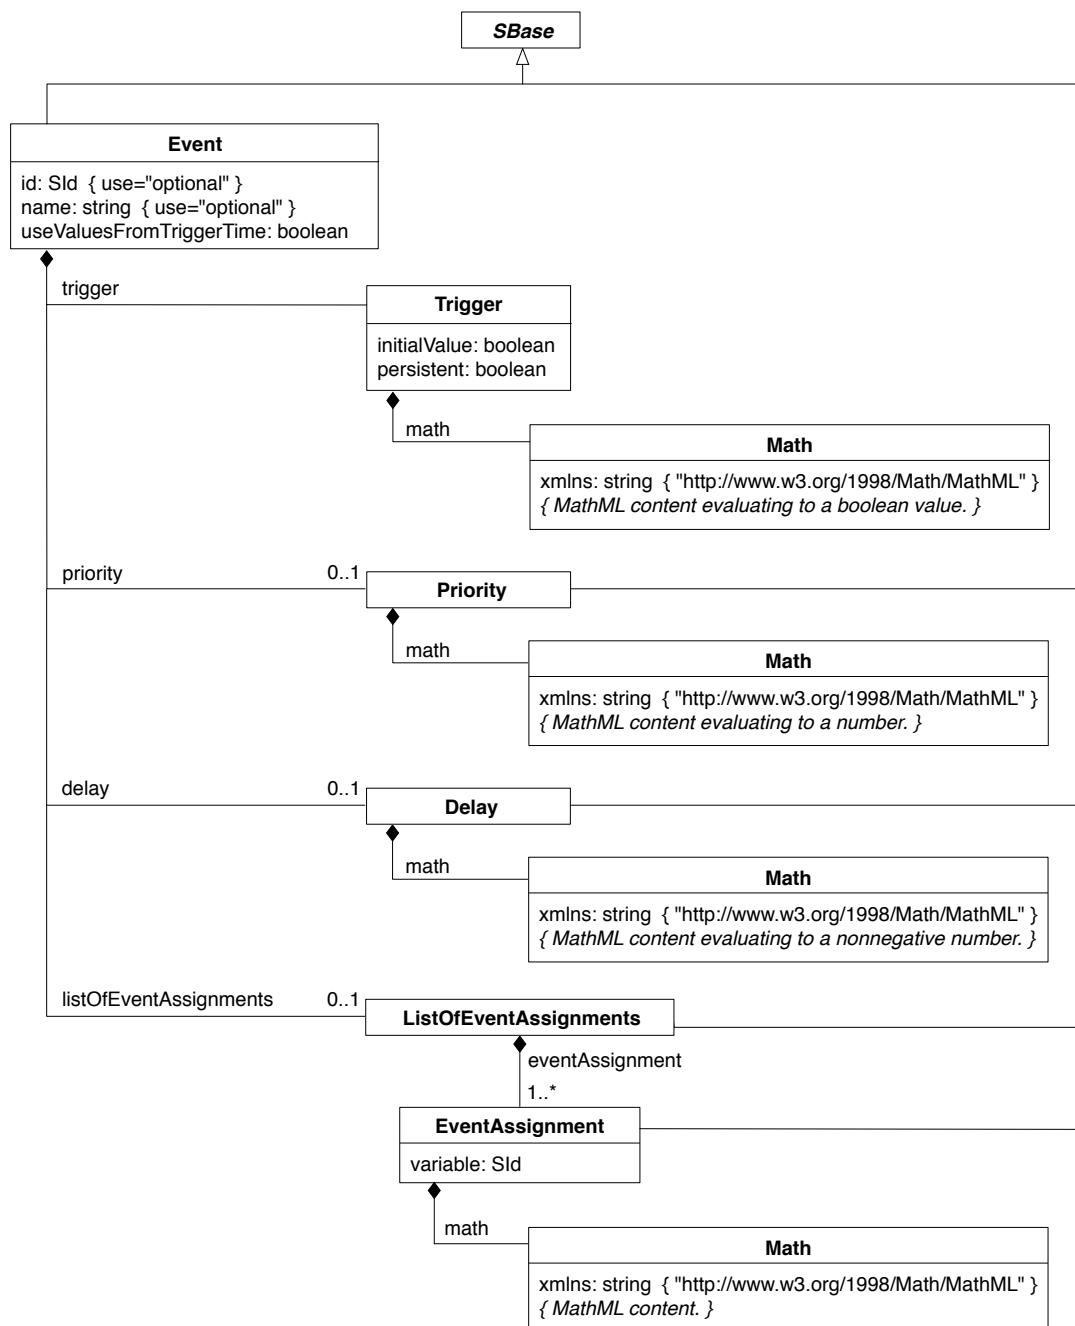 SBase
Event
id: SId { use="optional" }
name: string { use="optional" }
useValuesFromTriggerTime: boolean
trigger
Trigger
initialValue: boolean
persistent: boolean
math
Math
xmlns: string { "http://www.w3.org/1998/Math/MathML" }
{ MathML content evaluating to a boolean value. }
priority 0..1
Priority
math
Math
xmlns: string { "http://www.w3.org/1998/Math/MathML" }
{ MathML content evaluating to a number. }
delay 0..1
Delay
math
Math
xmlns: string { "http://www.w3.org/1998/Math/MathML" }
{ MathML content evaluating to a nonnegative number. }
listOfEventAssignments 0..1
ListOfEventAssignments
eventAssignment
1..*
EventAssignment
variable: SId
math
Math
xmlns: string { "http://www.w3.org/1998/Math/MathML" }
{ MathML content. }